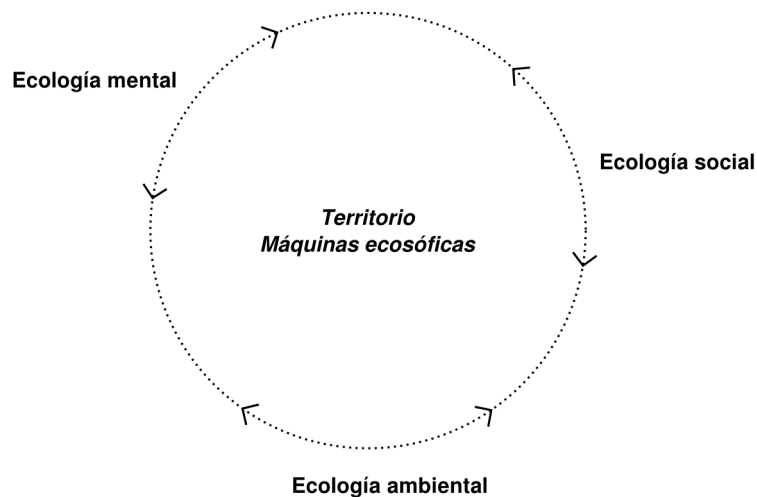 Ecología mental
Ecología social
Territorio
Máquinas ecosóficas
Ecología ambiental